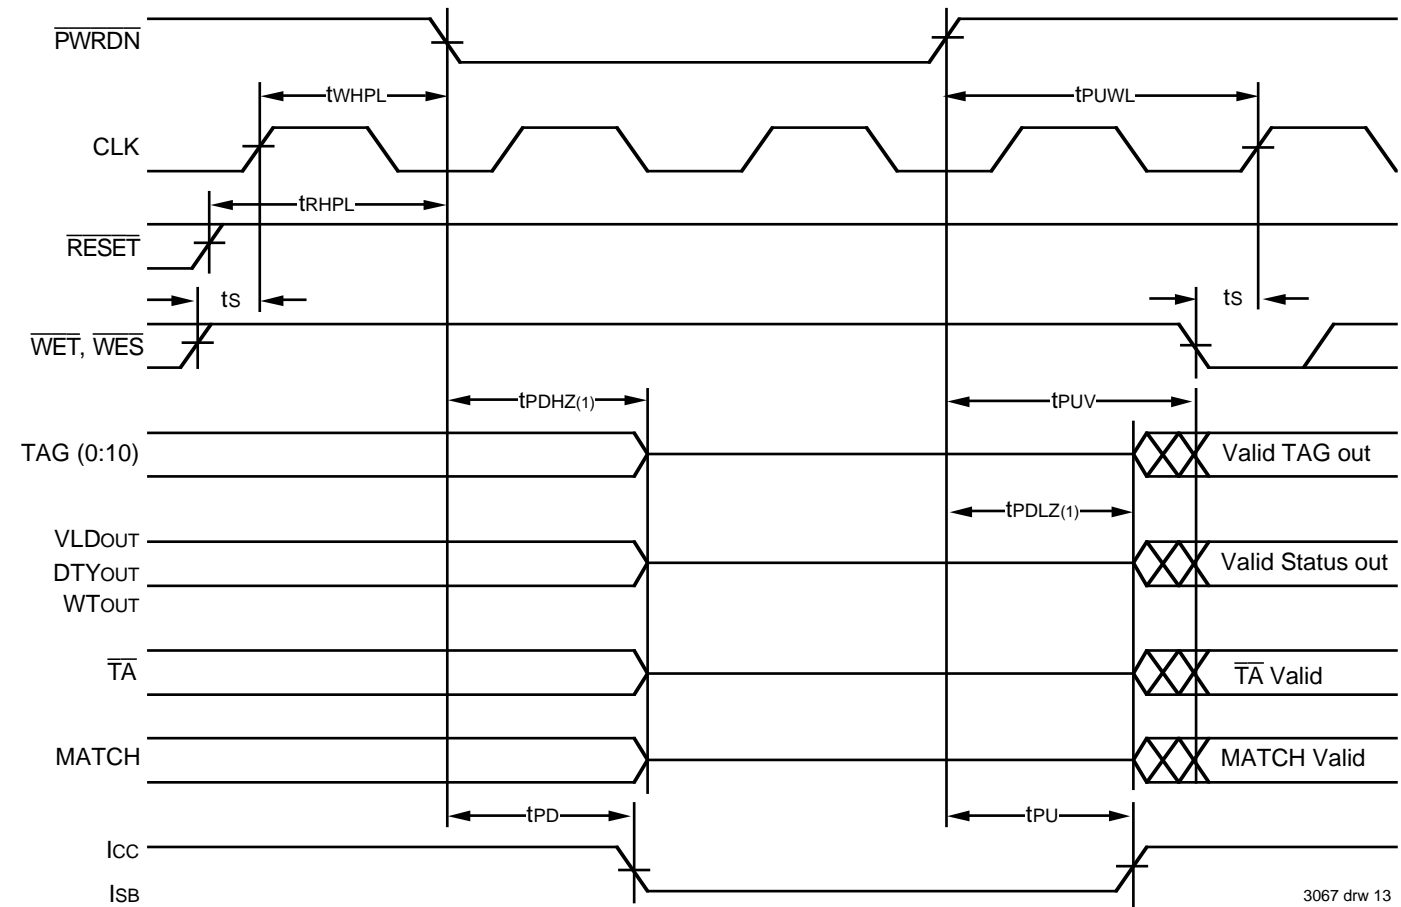 PWRDN
tWHPL
tPUWL
CLK
tRHPL
RESET
tS
tS
WET, WES
tPDHZ(1)
tPUV
TAG (0:10)
Valid TAG out
tPDLZ(1)
VLDOUT
DTYOUT
WTOUT
Valid Status out
TA
TA Valid
MATCH
MATCH Valid
tPD
tPU
ICC
ISB
3067 drw 13